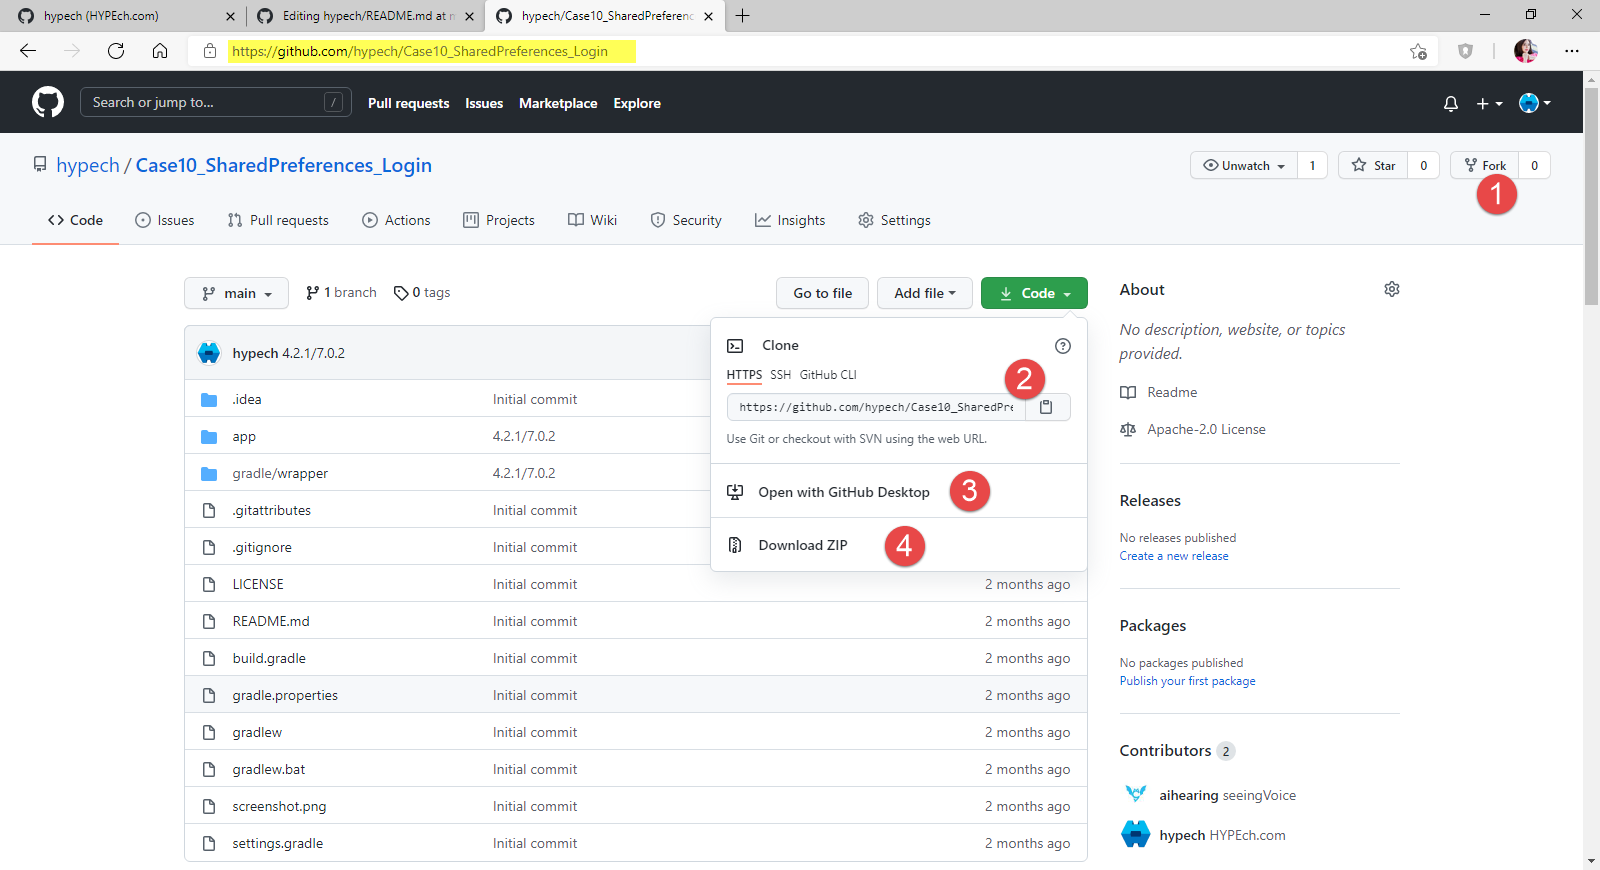 hypech (HYPEch.com)
Editing hypech/README.md at m
hypech/Case10_SharedPreferenc
https://github.com/hypech/Case10_SharedPreferences_Login
Search or jump to... /
Pull requests Issues Marketplace Explore
hypech / Case10_SharedPreferences_Login
Unwatch 1 Star 0 Fork 0
1
Code Issues Pull requests Actions Projects Wiki Security Insights Settings
main 1 branch 0 tags Go to file Add file Code
hypech 4.2.1/7.0.2
.idea Initial commit
app 4.2.1/7.0.2
gradle/wrapper 4.2.1/7.0.2
.gitattributes Initial commit
.gitignore Initial commit
LICENSE Initial commit 2 months ago
README.md Initial commit 2 months ago
build.gradle Initial commit 2 months ago
gradle.properties Initial commit 2 months ago
gradlew Initial commit 2 months ago
gradlew.bat Initial commit 2 months ago
screenshot.png Initial commit 2 months ago
settings.gradle Initial commit 2 months ago
Clone
HTTPS SSH GitHub CLI
2
https://github.com/hypech/Case10_SharedPre
Use Git or checkout with SVN using the web URL.
Open with GitHub Desktop 3
Download ZIP 4
About
No description, website, or topics
provided.
Readme
Apache-2.0 License
Releases
No releases published
Create a new release
Packages
No packages published
Publish your first package
Contributors 2
aihearing seeingVoice
hypech HYPEch.com